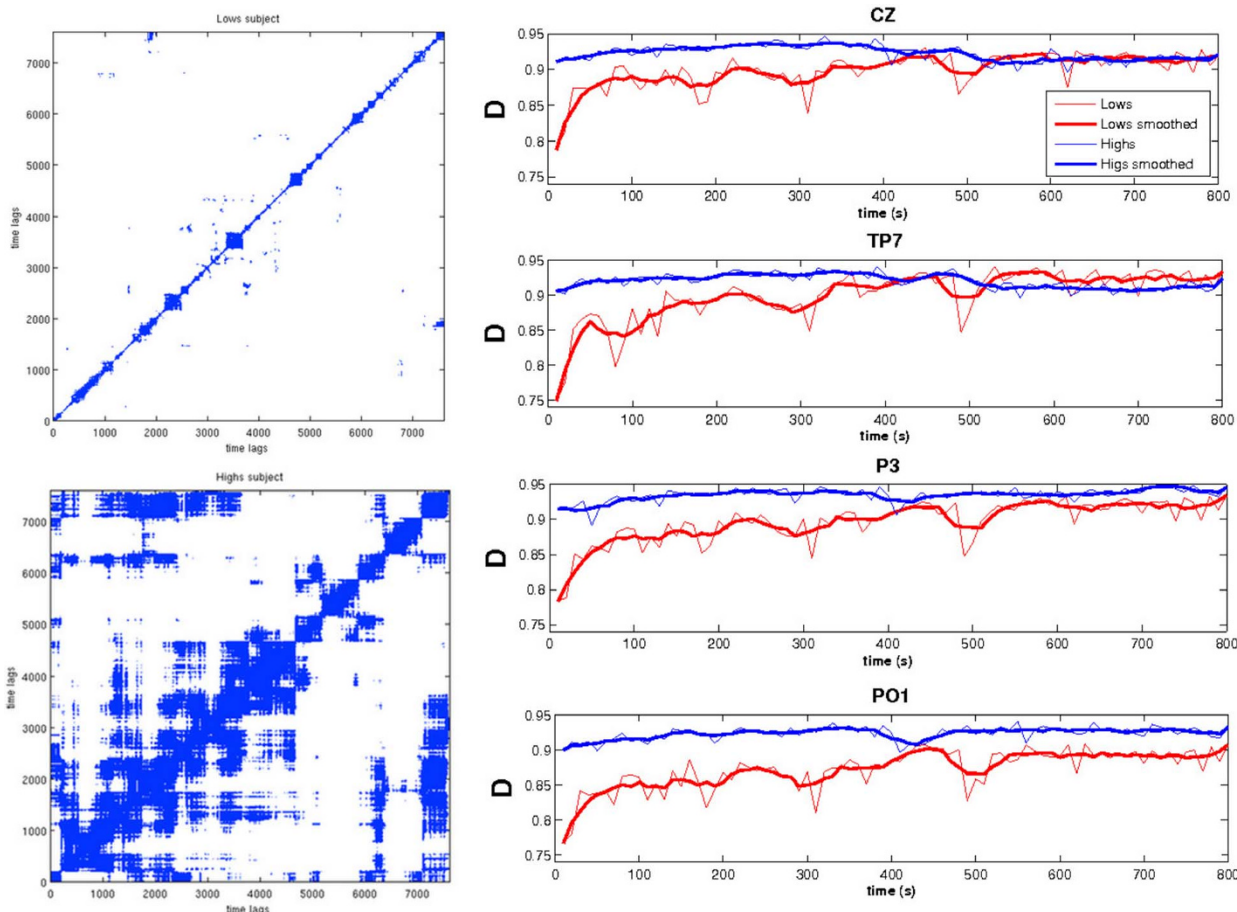 Lows subject
time lags
7000
6000
5000
4000
3000
2000
1000
0
0 1000 2000 3000 4000 5000 6000 7000
time lags
Highs subject
time lags
7000
6000
5000
4000
3000
2000
1000
0
0 1000 2000 3000 4000 5000 6000 7000
time lags
CZ
D
0.95
0.9
0.85
0.8
0.75
Lows
Lows smoothed
Highs
Higs smoothed
0 100 200 300 400 500 600 700 800
time (s)
TP7
D
0.95
0.9
0.85
0.8
0.75
0 100 200 300 400 500 600 700 800
time (s)
P3
D
0.95
0.9
0.85
0.8
0.75
0 100 200 300 400 500 600 700 800
time (s)
PO1
D
0.95
0.9
0.85
0.8
0.75
0 100 200 300 400 500 600 700 800
time (s)